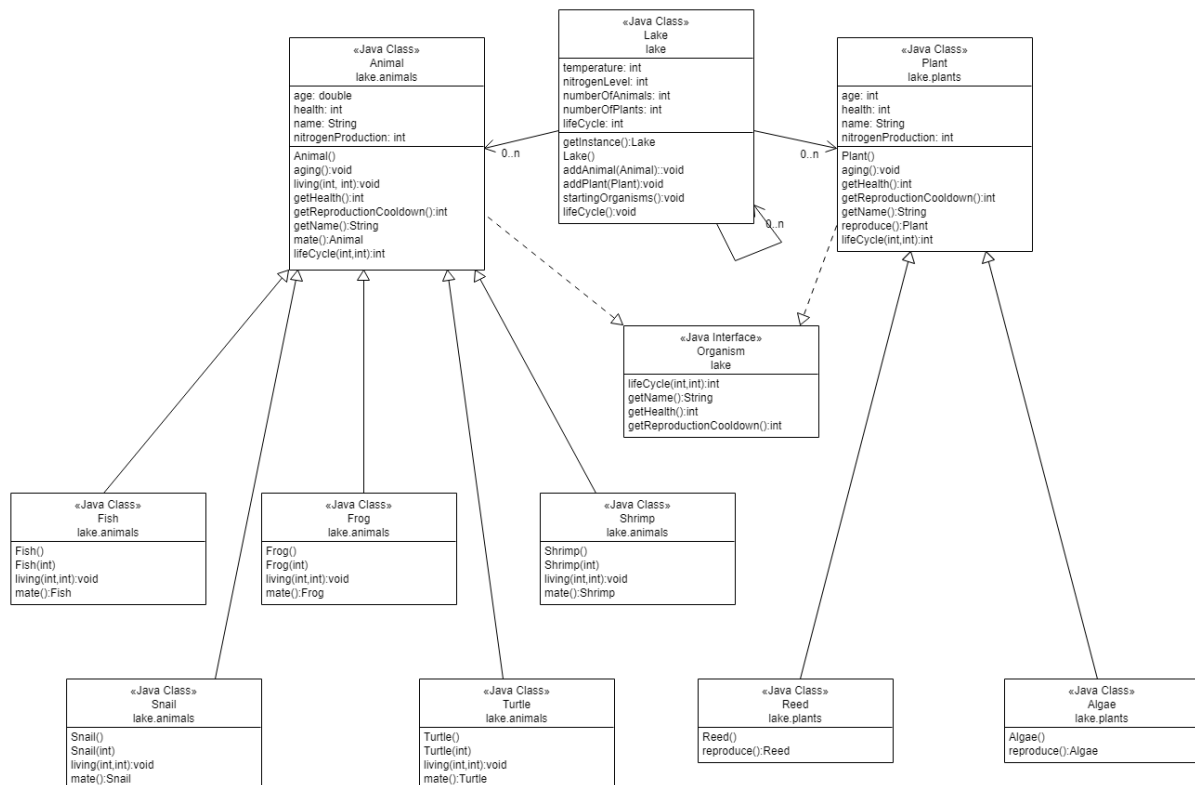 «Java Class»
Lake
lake
temperature: int
nitrogenLevel: int
numberOfAnimals: int
numberOfPlants: int
lifeCycle: int
getInstance():Lake
Lake()
addAnimal(Animal)::void
addPlant(Plant):void
startingOrganisms():void
lifeCycle():void
«Java Class»
Animal
lake.animals
age: double
health: int
name: String
nitrogenProduction: int
Animal()
aging():void
living(int, int):void
getHealth():int
getReproductionCooldown():int
getName():String
mate():Animal
lifeCycle(int,int):int
«Java Class»
Plant
lake.plants
age: int
health: int
name: String
nitrogenProduction: int
Plant()
aging():void
getHealth():int
getReproductionCooldown():int
getName():String
reproduce():Plant
lifeCycle(int,int):int
0..n
0..n
0..n
«Java Interface»
Organism
lake
lifeCycle(int,int):int
getName():String
getHealth():int
getReproductionCooldown():int
«Java Class»
Fish
lake.animals
Fish()
Fish(int)
living(int,int):void
mate():Fish
«Java Class»
Frog
lake.animals
Frog()
Frog(int)
living(int,int):void
mate():Frog
«Java Class»
Shrimp
lake.animals
Shrimp()
Shrimp(int)
living(int,int):void
mate():Shrimp
«Java Class»
Snail
lake.animals
Snail()
Snail(int)
living(int,int):void
mate():Snail
«Java Class»
Turtle
lake.animals
Turtle()
Turtle(int)
living(int,int):void
mate():Turtle
«Java Class»
Reed
lake.plants
Reed()
reproduce():Reed
«Java Class»
Algae
lake.plants
Algae()
reproduce():Algae